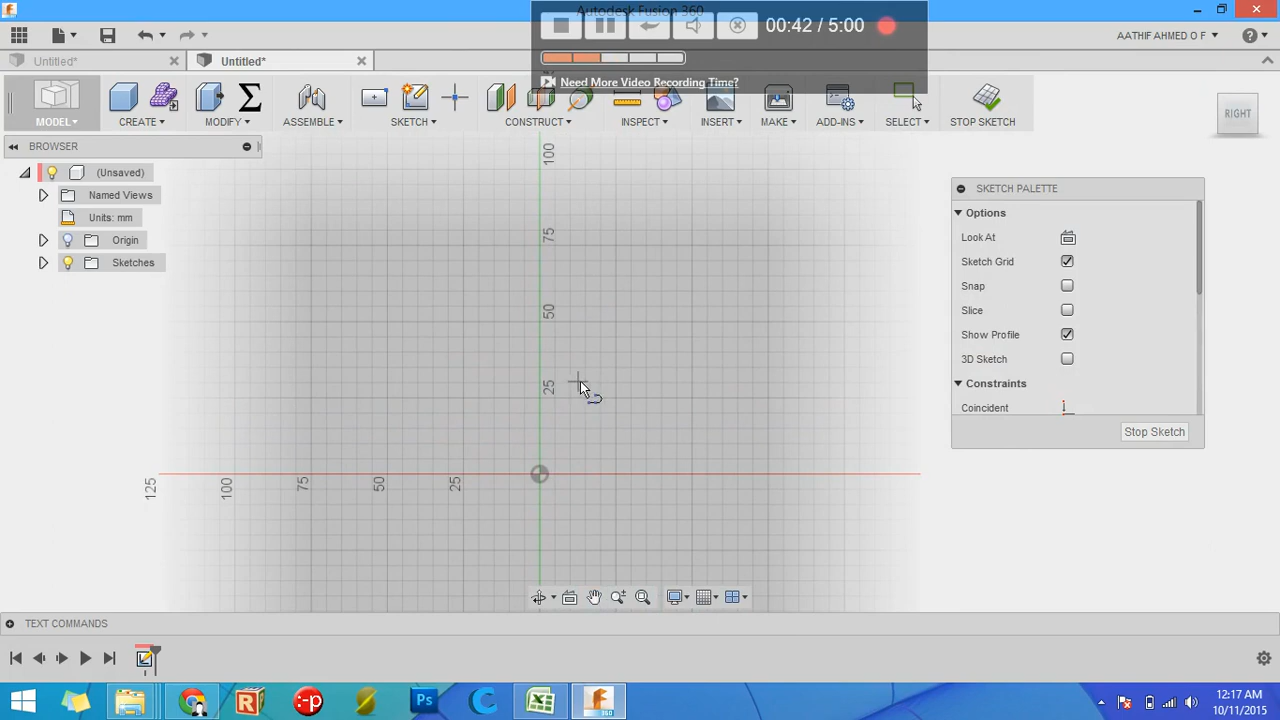 Autodesk Fusion 360
00:42 / 5:00
Need More Video Recording Time?
AATHIF AHMED O F
Untitled*
Untitled*
MODEL
CREATE
MODIFY
ASSEMBLE
SKETCH
CONSTRUCT
INSPECT
INSERT
MAKE
ADD-INS
SELECT
STOP SKETCH
RIGHT
BROWSER
(Unsaved)
Named Views
Units: mm
Origin
Sketches
100
75
50
25
125
100
75
50
25
SKETCH PALETTE
Options
Look At
Sketch Grid
Snap
Slice
Show Profile
3D Sketch
Constraints
Coincident
Stop Sketch
TEXT COMMANDS
Ps
12:17 AM
10/11/2015